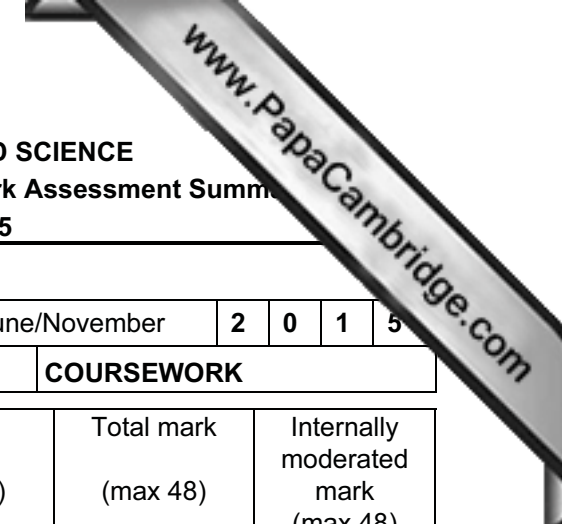 www.PapaCambridge.com
SCIENCE
Assessment
5
une/November 2 0 1 5
COURSEWORK
Total mark Internally
moderated
(max 48) mark
(max 48)